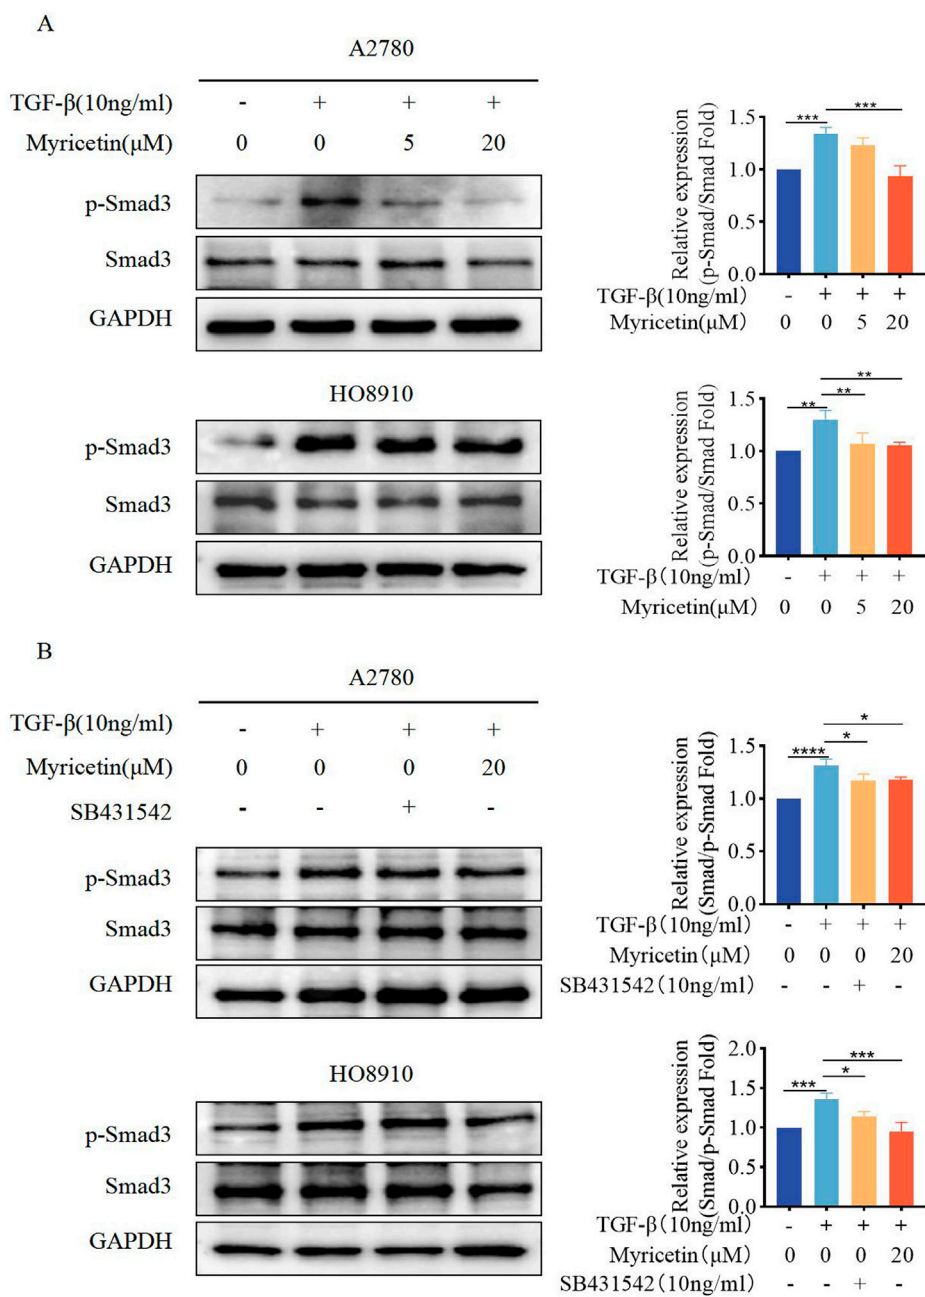 A
A2780
TGF-β(10ng/ml) - + + +
Myricetin(μM) 0 0 5 20
p-Smad3
Smad3
GAPDH
Relative expression
(p-Smad/Smad Fold)
1.5
1.0
0.5
0.0
*** ***
TGF-β(10ng/ml) - + + +
Myricetin(μM) 0 0 5 20
HO8910
p-Smad3
Smad3
GAPDH
Relative expression
(p-Smad/Smad Fold)
1.5
1.0
0.5
0.0
** ** **
TGF-β(10ng/ml) - + + +
Myricetin(μM) 0 0 5 20
B
A2780
TGF-β(10ng/ml) - + + +
Myricetin(μM) 0 0 0 20
SB431542 - - + -
p-Smad3
Smad3
GAPDH
Relative expression
(Smad/p-Smad Fold)
1.5
1.0
0.5
0.0
**** * *
TGF-β(10ng/ml) - + + +
Myricetin(μM) 0 0 0 20
SB431542(10ng/ml) - - + -
HO8910
p-Smad3
Smad3
GAPDH
Relative expression
(Smad/p-Smad Fold)
2.0
1.5
1.0
0.5
0.0
*** * ***
TGF-β(10ng/ml) - + + +
Myricetin(μM) 0 0 0 20
SB431542(10ng/ml) - - + -